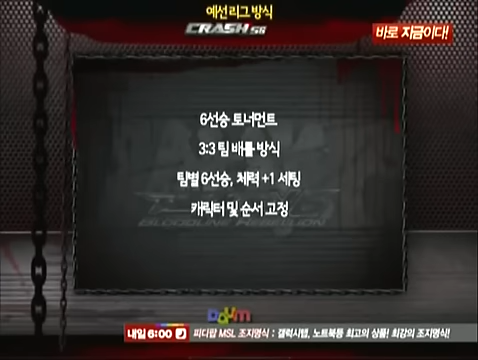 예선리그 방식
CRASH SG
바로 지금이다!
6선승 토너먼트
3:3 팀 배틀 방식
팀별 6선승, 체력 +1 세팅
캐릭터 및 순서 고정
BLOODLINE REBELLION
Daum
내일 6:00 피디팝 MSL 조지명식 : 갤럭시탭, 노트북등 최고의 상품! 최강의 조지명식!